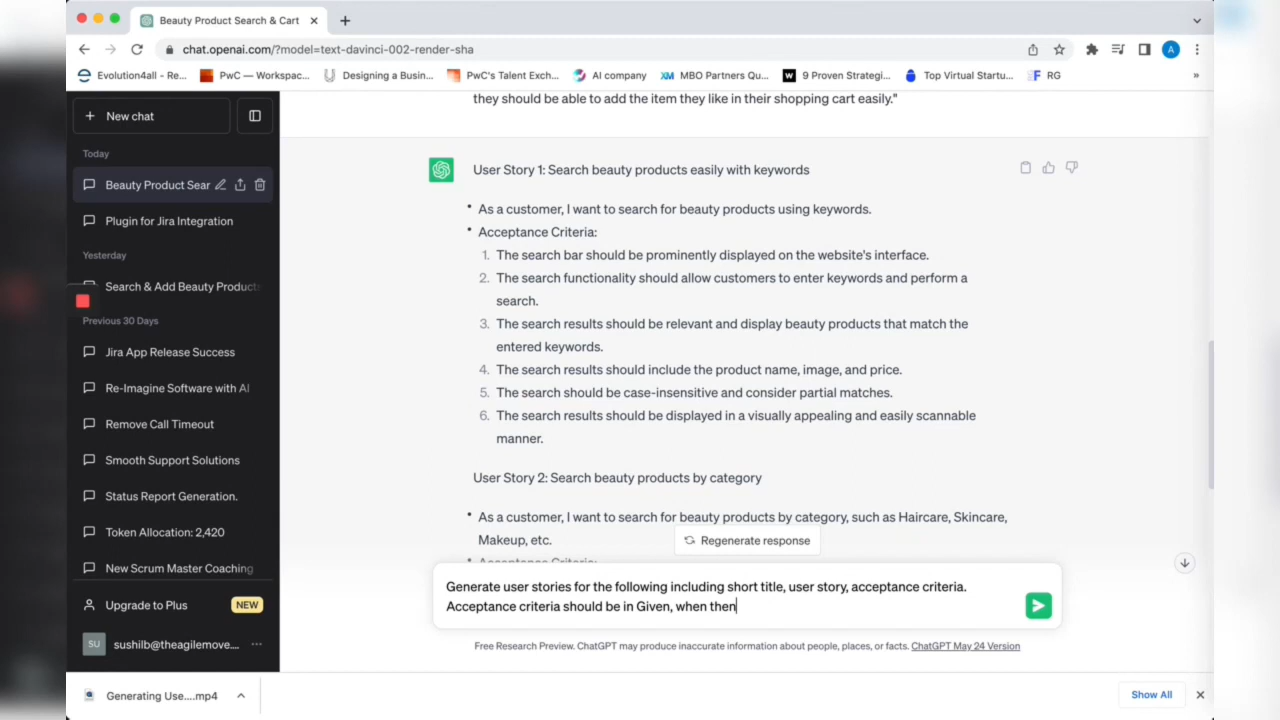 Beauty Product Search & Cart
chat.openai.com/?model=text-davinci-002-render-sha
A
Evolution4all - Re...
PwC — Workspac...
Designing a Busin...
PwC's Talent Exch...
AI company
MBO Partners Qu...
9 Proven Strategi...
Top Virtual Startu...
RG
»
New chat
Today
Beauty Product Sear
Plugin for Jira Integration
Yesterday
Search & Add Beauty Products
Previous 30 Days
Jira App Release Success
Re-Imagine Software with AI
Remove Call Timeout
Smooth Support Solutions
Status Report Generation.
Token Allocation: 2,420
New Scrum Master Coaching
Upgrade to Plus NEW
SU sushilb@theagilemove.... ...
they should be able to add the item they like in their shopping cart easily."
User Story 1: Search beauty products easily with keywords
• As a customer, I want to search for beauty products using keywords.
• Acceptance Criteria:
1. The search bar should be prominently displayed on the website's interface.
2. The search functionality should allow customers to enter keywords and perform a
search.
3. The search results should be relevant and display beauty products that match the
entered keywords.
4. The search results should include the product name, image, and price.
5. The search should be case-insensitive and consider partial matches.
6. The search results should be displayed in a visually appealing and easily scannable
manner.
User Story 2: Search beauty products by category
• As a customer, I want to search for beauty products by category, such as Haircare, Skincare,
Makeup, etc.
• Acceptance Criteria:
Regenerate response
Generate user stories for the following including short title, user story, acceptance criteria.
Acceptance criteria should be in Given, when then
Free Research Preview. ChatGPT may produce inaccurate information about people, places, or facts. ChatGPT May 24 Version
Generating Use....mp4
Show All